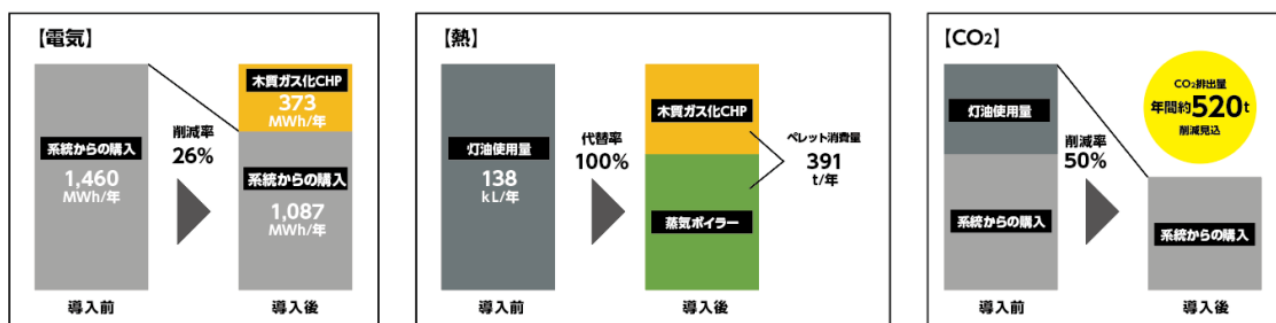 【電気】
系統からの購入
1,460
MWh/年
導入前
削減率
26%
木質ガス化CHP
373
MWh/年
系統からの購入
1,087
MWh/年
導入後
【熱】
灯油使用量
138
kL/年
導入前
代替率
100%
木質ガス化CHP
蒸気ボイラー
導入後
ペレット消費量
391
t/年
【CO2】
灯油使用量
系統からの購入
導入前
削減率
50%
CO2排出量
年間約520t
削減見込
系統からの購入
導入後